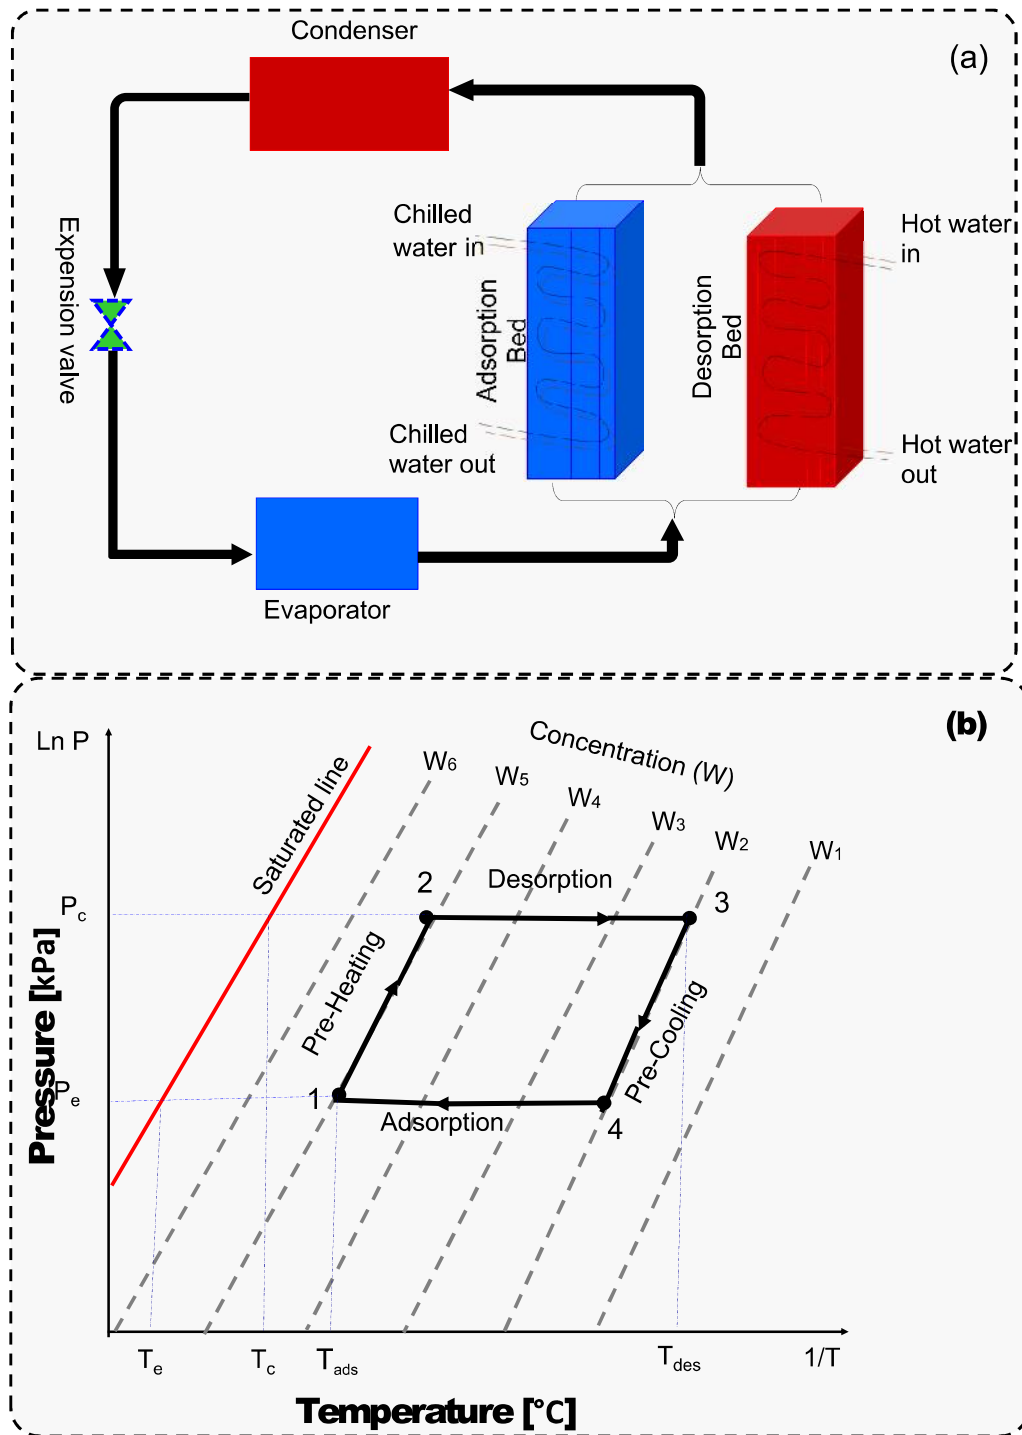 Condenser
(a)
Chilled
water in
Hot water
in
Expension valve
Adsorption
Bed
Desorption
Bed
Chilled
water out
Hot water
out
Evaporator
(b)
Ln P
Concentration (W)
Saturated line
W6
W5
W4
W3
W2
W1
2
Desorption
3
Pc
Pre-Heating
Pre-Cooling
Pressure [kPa]
Pe
1
Adsorption
4
Te
Tc
Tads
Tdes
1/T
Temperature [°C]